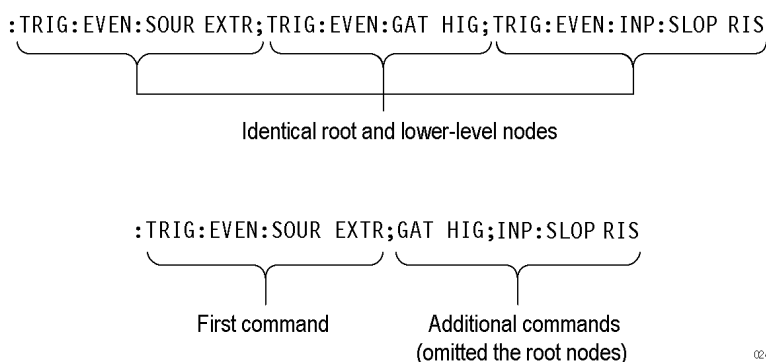 :TRIG:EVEN:SOUR EXTR;TRIG:EVEN:GAT HIG;TRIG:EVEN:INP:SLOP RIS
Identical root and lower-level nodes
:TRIG:EVEN:SOUR EXTR;GAT HIG;INP:SLOP RIS
First command
Additional commands
(omitted the root nodes)